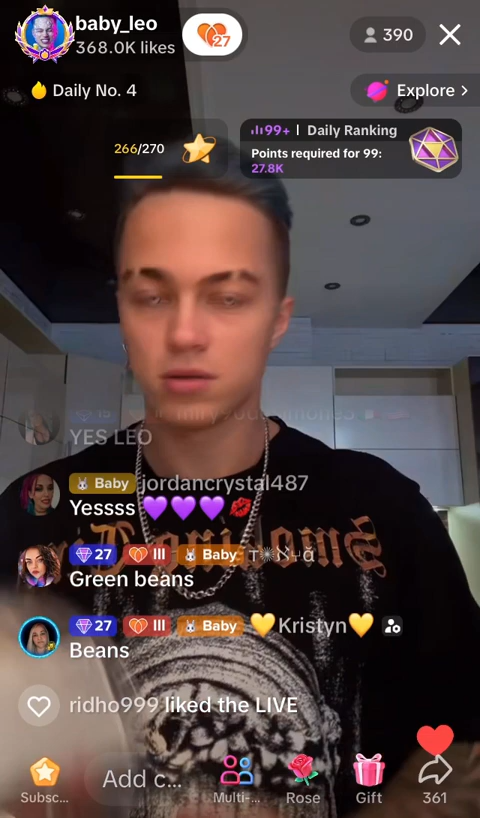 baby_leo
368.0K likes
27
390
Daily No. 4
Explore >
266/270
99+ | Daily Ranking
Points required for 99:
27.8K
YES LEO
Baby jordancrystal487
Yessss 💜💜💜💋
27 III Baby
Green beans
27 III Baby 💛Kristyn💛
Beans
ridho999 liked the LIVE
Subsc...
Add c...
Multi-...
Rose
Gift
361